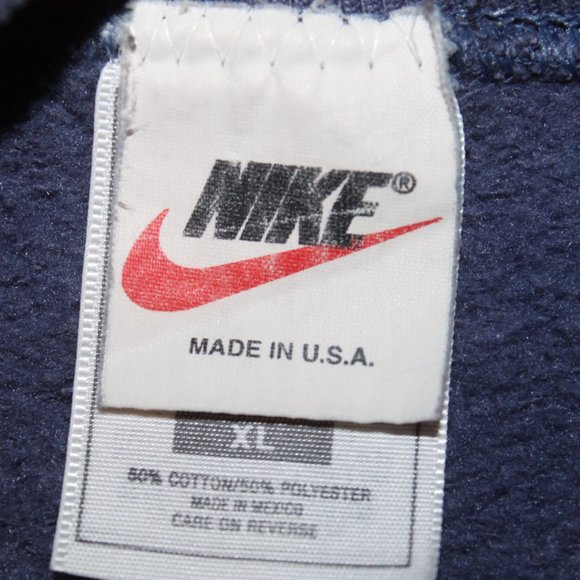 NIKE®
MADE IN U.S.A.
XL
50% COTTON/50% POLYESTER
MADE IN MEXICO
CARE ON REVERSE